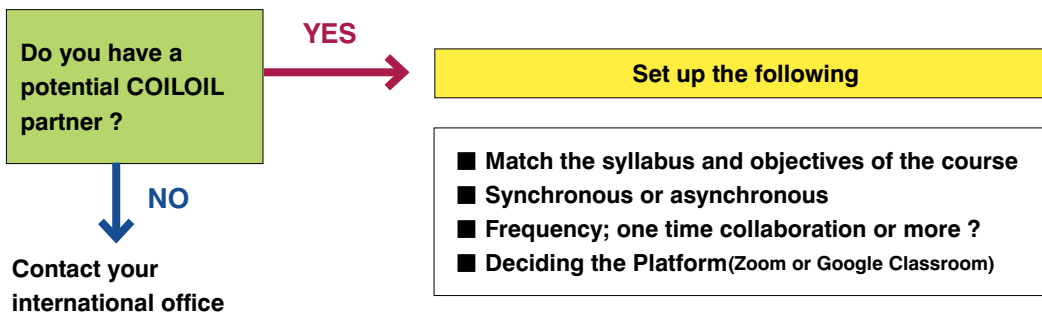 Do you have a
potential COILOIL
partner ?
YES
Set up the following
■ Match the syllabus and objectives of the course
■ Synchronous or asynchronous
■ Frequency; one time collaboration or more ?
■ Deciding the Platform(Zoom or Google Classroom)
NO
Contact your
international office